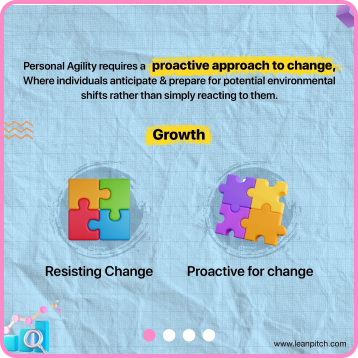 Personal Agility requires a proactive approach to change,
Where individuals anticipate & prepare for potential environmental
shifts rather than simply reacting to them.
Growth
Resisting Change
Proactive for change
www.leanpitch.com